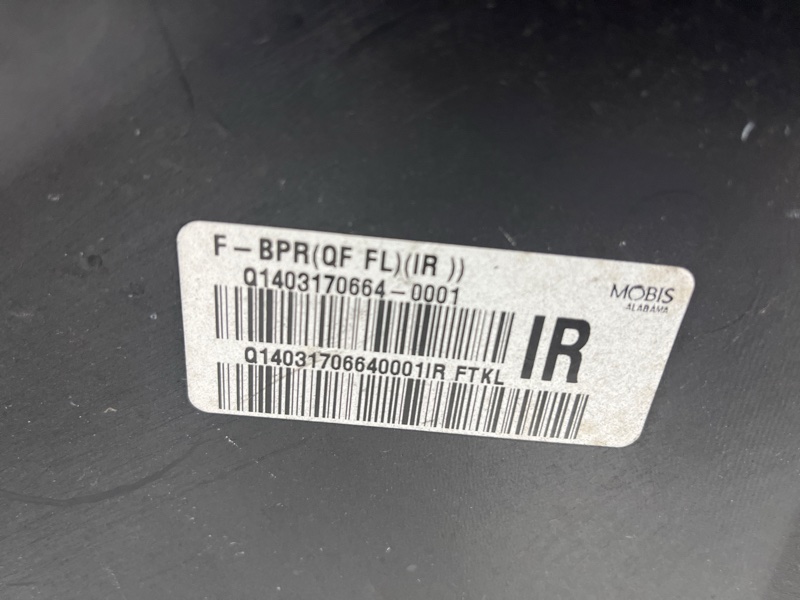 F-BPR(QF FL)(IR ))
Q1403170664-0001
MOBIS
ALABAMA
IR
Q14031706640001IR FTKL